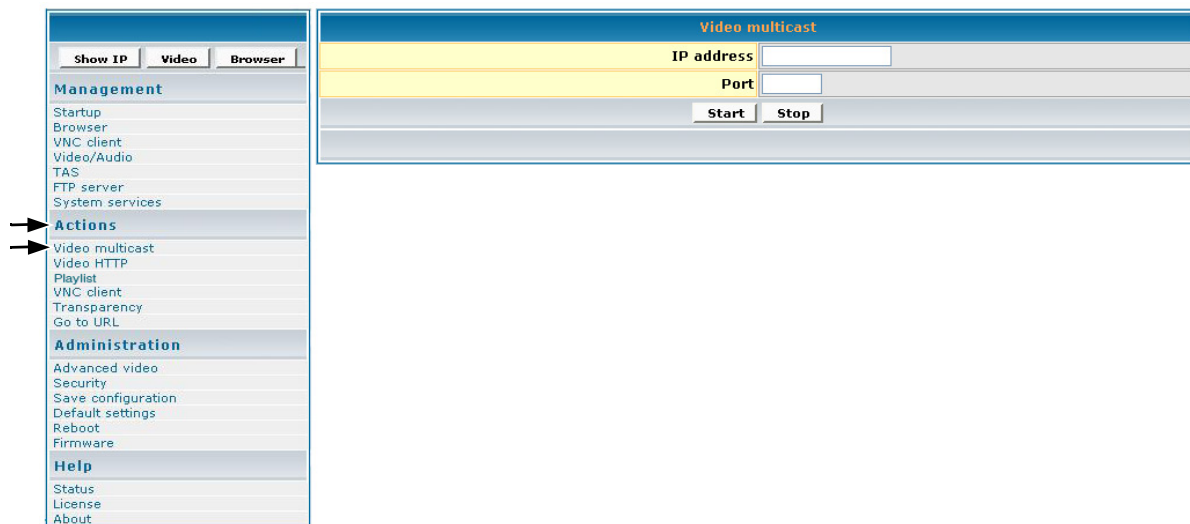 Show IP Video Browser
Management
Startup
Browser
VNC client
Video/Audio
TAS
FTP server
System services
Actions
Video multicast
Video HTTP
Playlist
VNC client
Transparency
Go to URL
Administration
Advanced video
Security
Save configuration
Default settings
Reboot
Firmware
Help
Status
License
About
Video multicast
IP address
Port
Start Stop